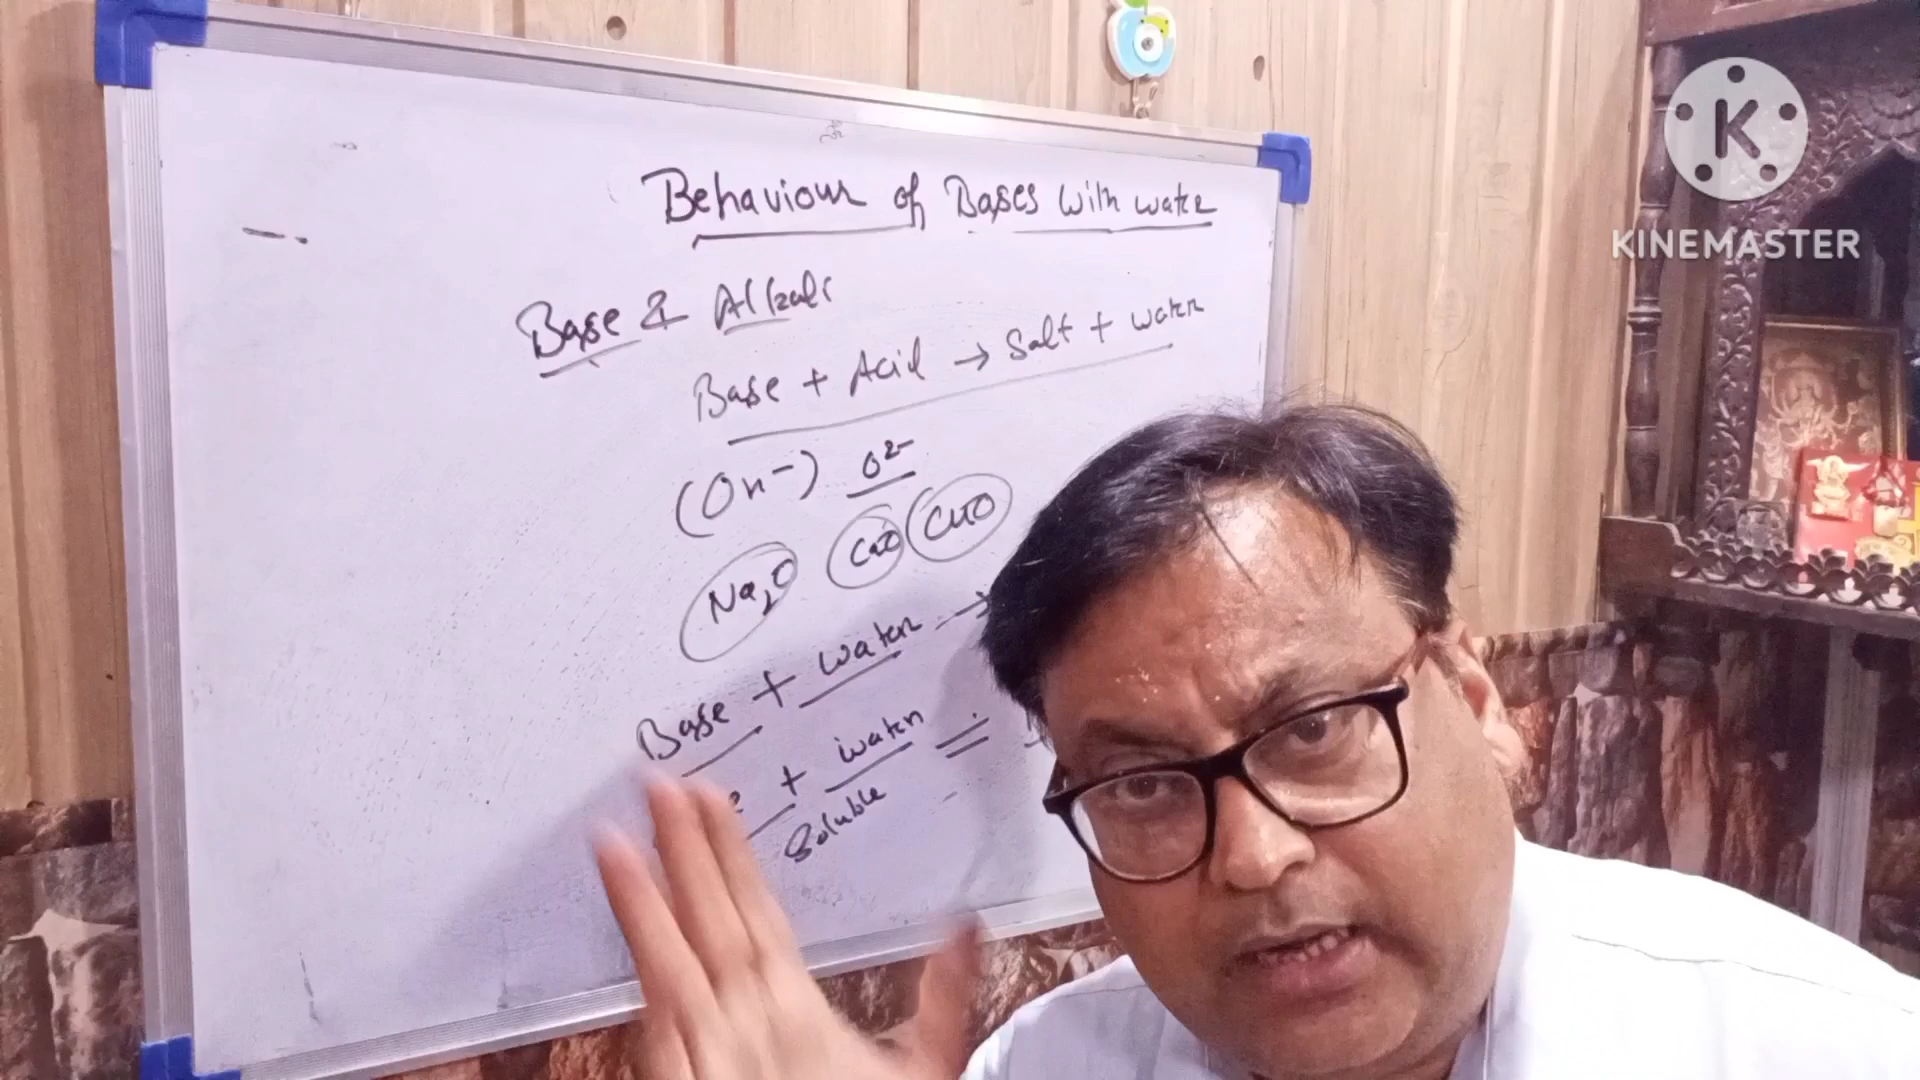 K
KINEMASTER
Behaviour of Bases with water
Base & Alkali
Base + Acid → Salt + water
(OH⁻) O²⁻
Na₂O CaO CuO
Base + water →
+ water =
Soluble